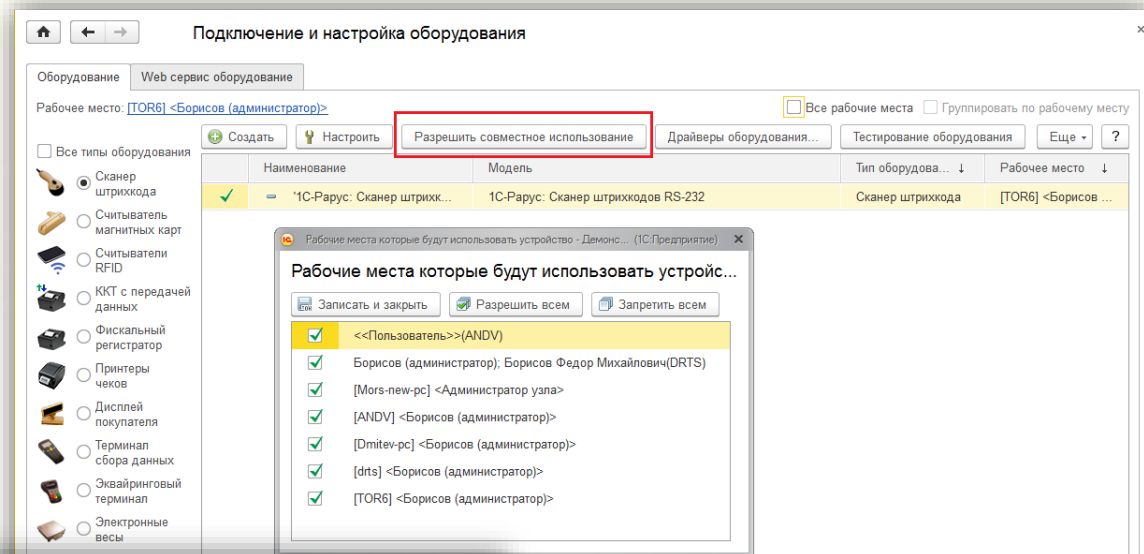 Подключение и настройка оборудования
Оборудование Web сервис оборудование
Рабочее место: [TOR6] <Борисов (администратор)> Все рабочие места Группировать по рабочему месту
Создать Настроить Разрешить совместное использование Драйверы оборудования... Тестирование оборудования Еще ?
Все типы оборудования
Наименование Модель Тип оборудова... ↓ Рабочее место ↓
'1С-Рарус: Сканер штрихк... 1С-Рарус: Сканер штрихкодов RS-232 Сканер штрихкода [TOR6] <Борисов ...
Сканер
штрихкода
Считыватель
магнитных карт
Считыватели
RFID
ККТ с передачей
данных
Фискальный
регистратор
Принтеры
чеков
Дисплей
покупателя
Терминал
сбора данных
Эквайринговый
терминал
Электронные
весы
Рабочие места которые будут использовать устройство - Демонс... (1С:Предприятие)
Рабочие места которые будут использовать устройс...
Записать и закрыть Разрешить всем Запретить всем
<<Пользователь>>(ANDV)
Борисов (администратор); Борисов Федор Михайлович(DRTS)
[Mors-new-pc] <Администратор узла>
[ANDV] <Борисов (администратор)>
[Dmitev-pc] <Борисов (администратор)>
[drts] <Борисов (администратор)>
[TOR6] <Борисов (администратор)>